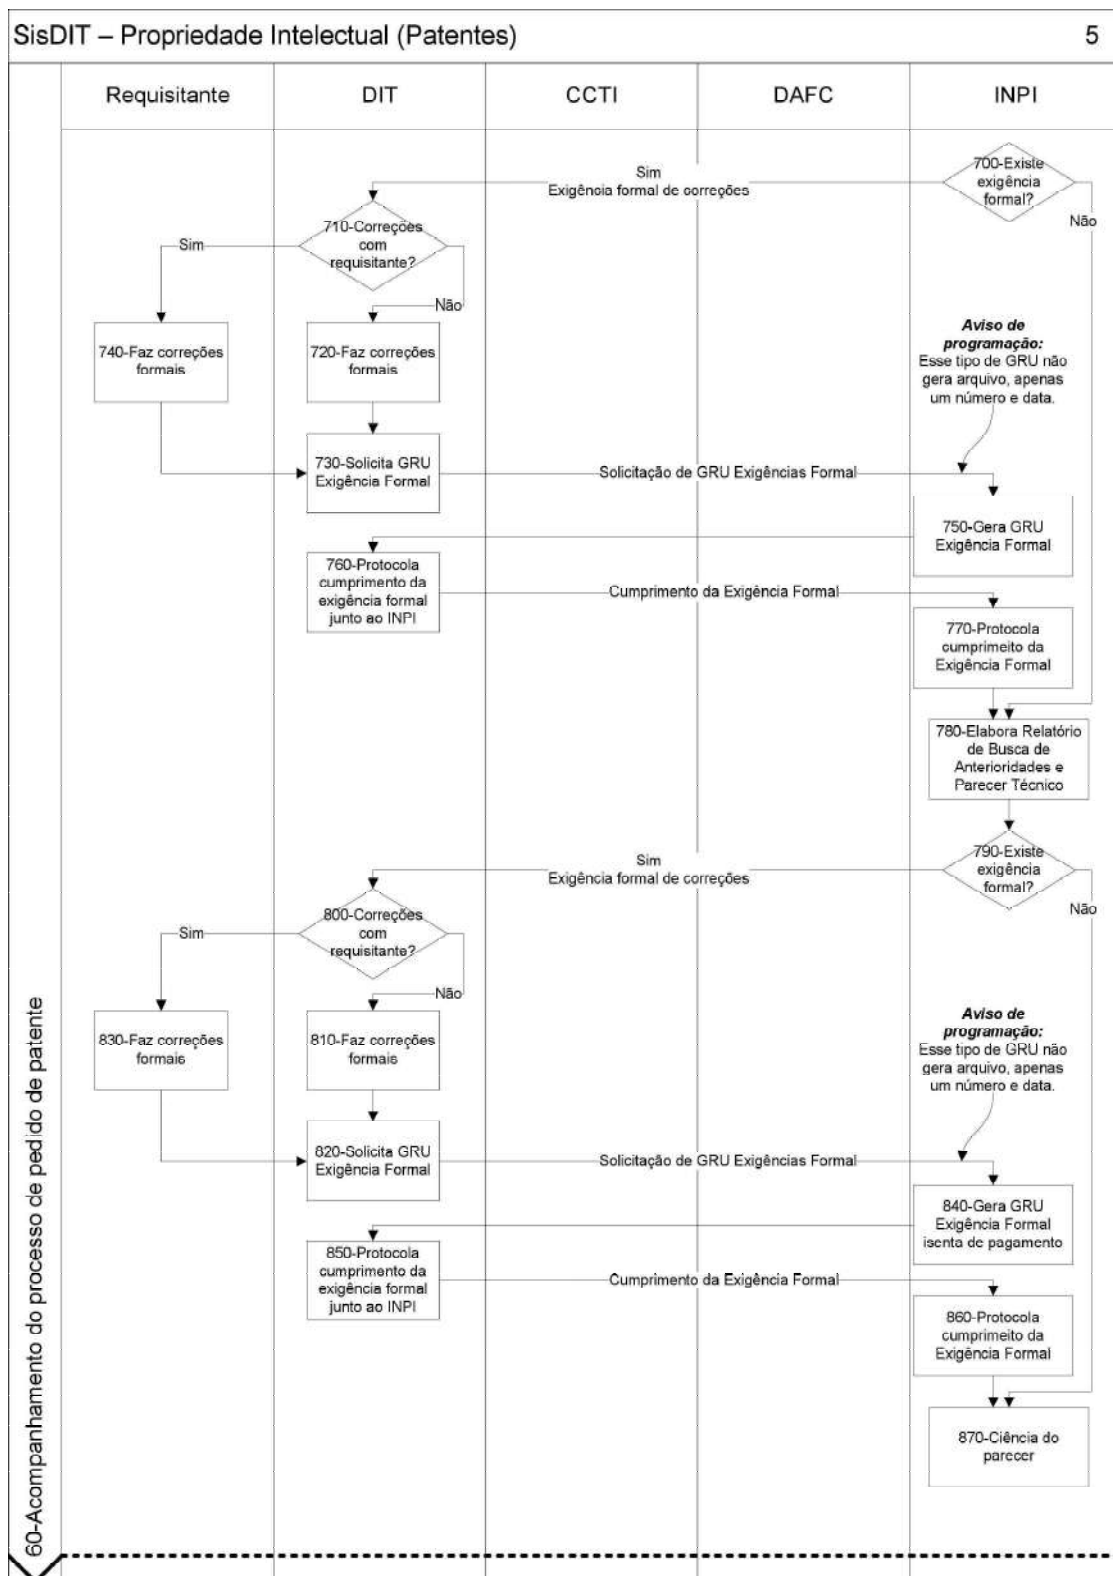 SisDIT – Propriedade Intelectual (Patentes)
5
Requisitante
DIT
CCTI
DAFC
INPI
700-Existe
exigência
formal?
Sim
Exigência formal de correções
Não
710-Correções
com
requisitante?
Sim
Não
740-Faz correções
formais
720-Faz correções
formais
Aviso de
programação:
Esse tipo de GRU não
gera arquivo, apenas
um número e data.
730-Solicita GRU
Exigência Formal
Solicitação de GRU Exigências Formal
750-Gera GRU
Exigência Formal
760-Protocola
cumprimento da
exigência formal
junto ao INPI
Cumprimento da Exigência Formal
770-Protocola
cumprimeito da
Exigência Formal
780-Elabora Relatório
de Busca de
Anterioridades e
Parecer Técnico
790-Existe
exigência
formal?
Sim
Exigência formal de correções
Não
800-Correções
com
requisitante?
Sim
Não
830-Faz correções
formais
810-Faz correções
formais
Aviso de
programação:
Esse tipo de GRU não
gera arquivo, apenas
um número e data.
820-Solicita GRU
Exigência Formal
Solicitação de GRU Exigências Formal
840-Gera GRU
Exigência Formal
isenta de pagamento
850-Protocola
cumprimento da
exigência formal
junto ao INPI
Cumprimento da Exigência Formal
860-Protocola
cumprimeito da
Exigência Formal
870-Ciência do
parecer
60-Acompanhamento do processo de pedido de patente